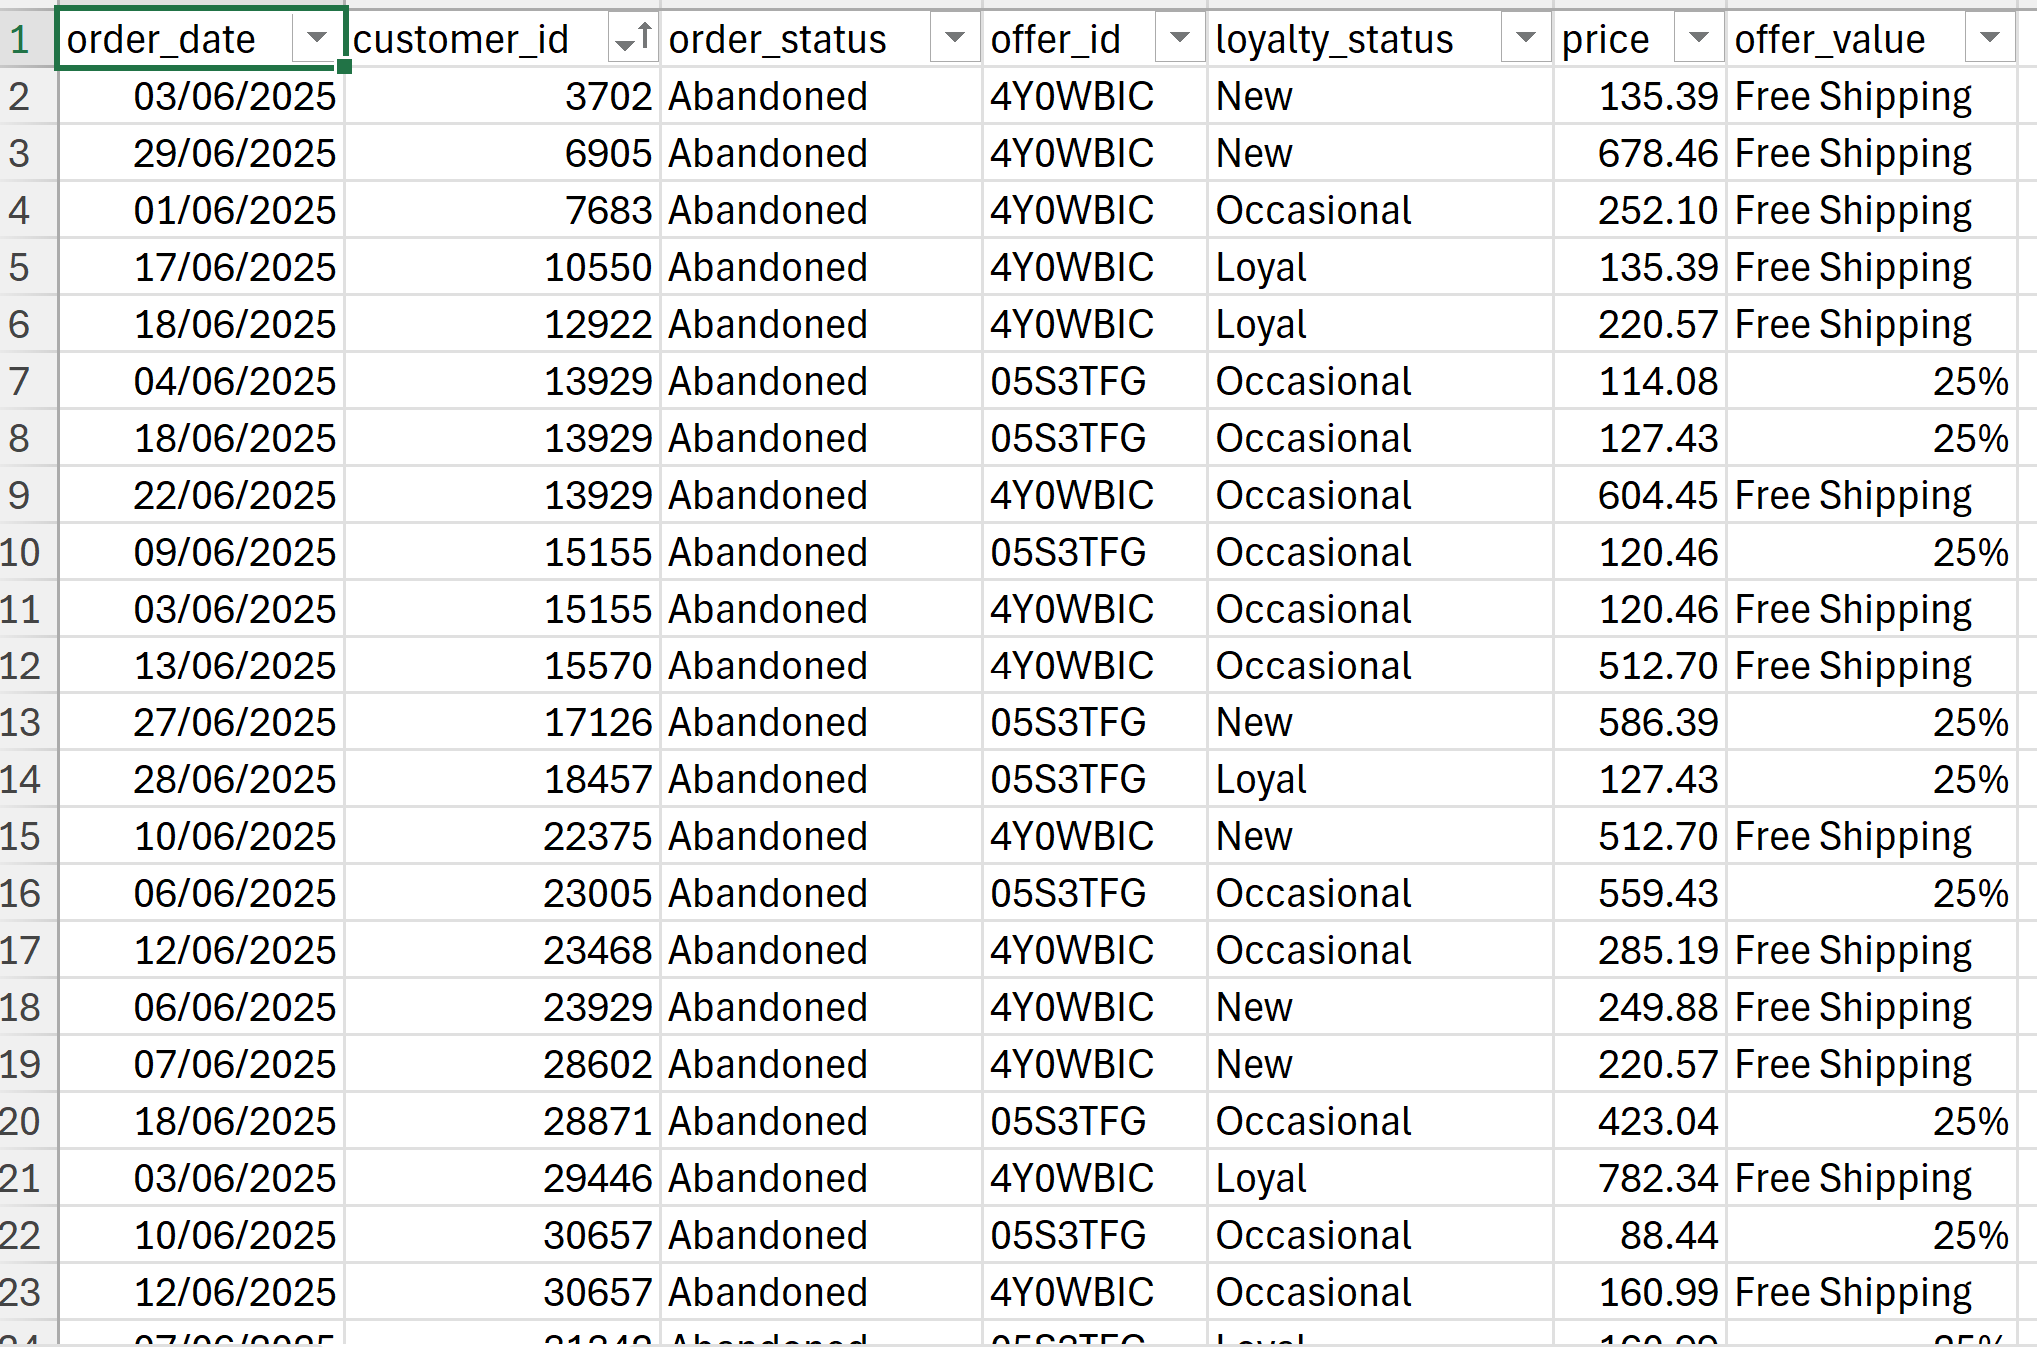 1 order_date customer_id order_status offer_id loyalty_status price offer_value
2 03/06/2025 3702 Abandoned 4Y0WBIC New 135.39 Free Shipping
3 29/06/2025 6905 Abandoned 4Y0WBIC New 678.46 Free Shipping
4 01/06/2025 7683 Abandoned 4Y0WBIC Occasional 252.10 Free Shipping
5 17/06/2025 10550 Abandoned 4Y0WBIC Loyal 135.39 Free Shipping
6 18/06/2025 12922 Abandoned 4Y0WBIC Loyal 220.57 Free Shipping
7 04/06/2025 13929 Abandoned 05S3TFG Occasional 114.08 25%
8 18/06/2025 13929 Abandoned 05S3TFG Occasional 127.43 25%
9 22/06/2025 13929 Abandoned 4Y0WBIC Occasional 604.45 Free Shipping
10 09/06/2025 15155 Abandoned 05S3TFG Occasional 120.46 25%
11 03/06/2025 15155 Abandoned 4Y0WBIC Occasional 120.46 Free Shipping
12 13/06/2025 15570 Abandoned 4Y0WBIC Occasional 512.70 Free Shipping
13 27/06/2025 17126 Abandoned 05S3TFG New 586.39 25%
14 28/06/2025 18457 Abandoned 05S3TFG Loyal 127.43 25%
15 10/06/2025 22375 Abandoned 4Y0WBIC New 512.70 Free Shipping
16 06/06/2025 23005 Abandoned 05S3TFG Occasional 559.43 25%
17 12/06/2025 23468 Abandoned 4Y0WBIC Occasional 285.19 Free Shipping
18 06/06/2025 23929 Abandoned 4Y0WBIC New 249.88 Free Shipping
19 07/06/2025 28602 Abandoned 4Y0WBIC New 220.57 Free Shipping
20 18/06/2025 28871 Abandoned 05S3TFG Occasional 423.04 25%
21 03/06/2025 29446 Abandoned 4Y0WBIC Loyal 782.34 Free Shipping
22 10/06/2025 30657 Abandoned 05S3TFG Occasional 88.44 25%
23 12/06/2025 30657 Abandoned 4Y0WBIC Occasional 160.99 Free Shipping
24 07/06/2025 Abandoned 05S3TFG Loyal 160.99 25%